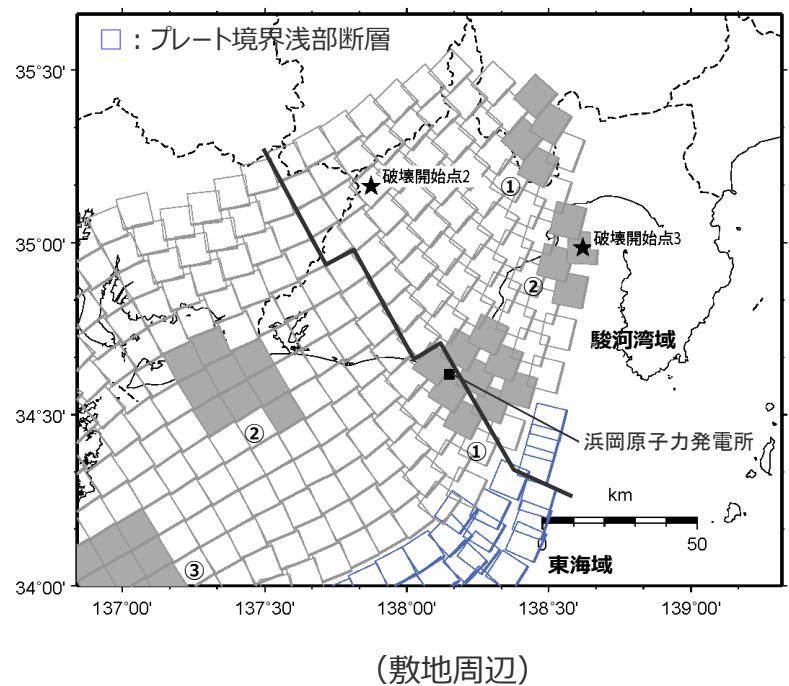 □：プレート境界浅部断層
35°30'
破壊開始点2
①
35°00'
破壊開始点3
②
駿河湾域
34°30'
②
①
浜岡原子力発電所
km
0
50
③
東海域
34°00'
137°00'
137°30'
138°00'
138°30'
139°00'
（敷地周辺）